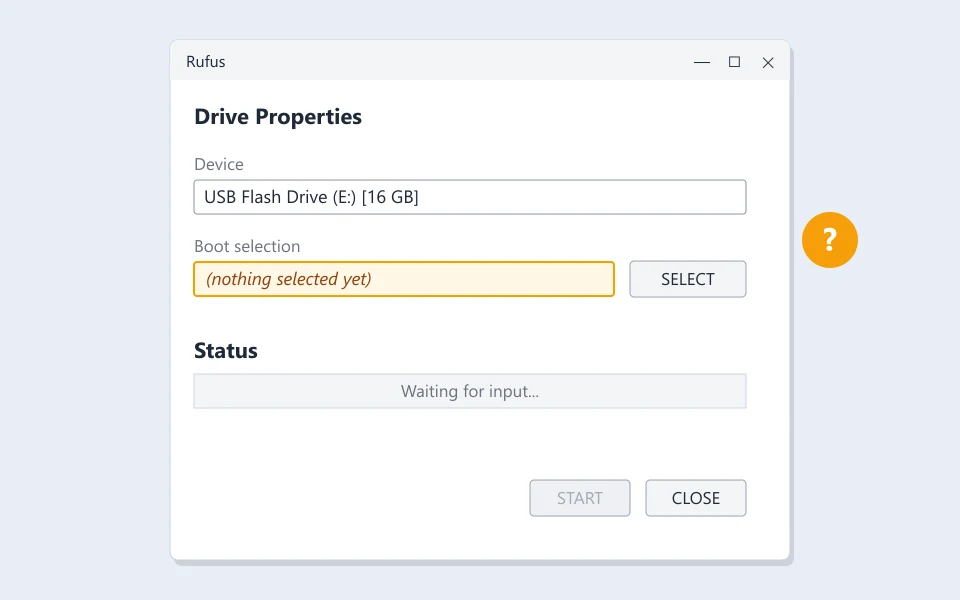 Rufus
Drive Properties
Device
USB Flash Drive (E:) [16 GB]
Boot selection
(nothing selected yet)
SELECT
?
Status
Waiting for input...
START
CLOSE